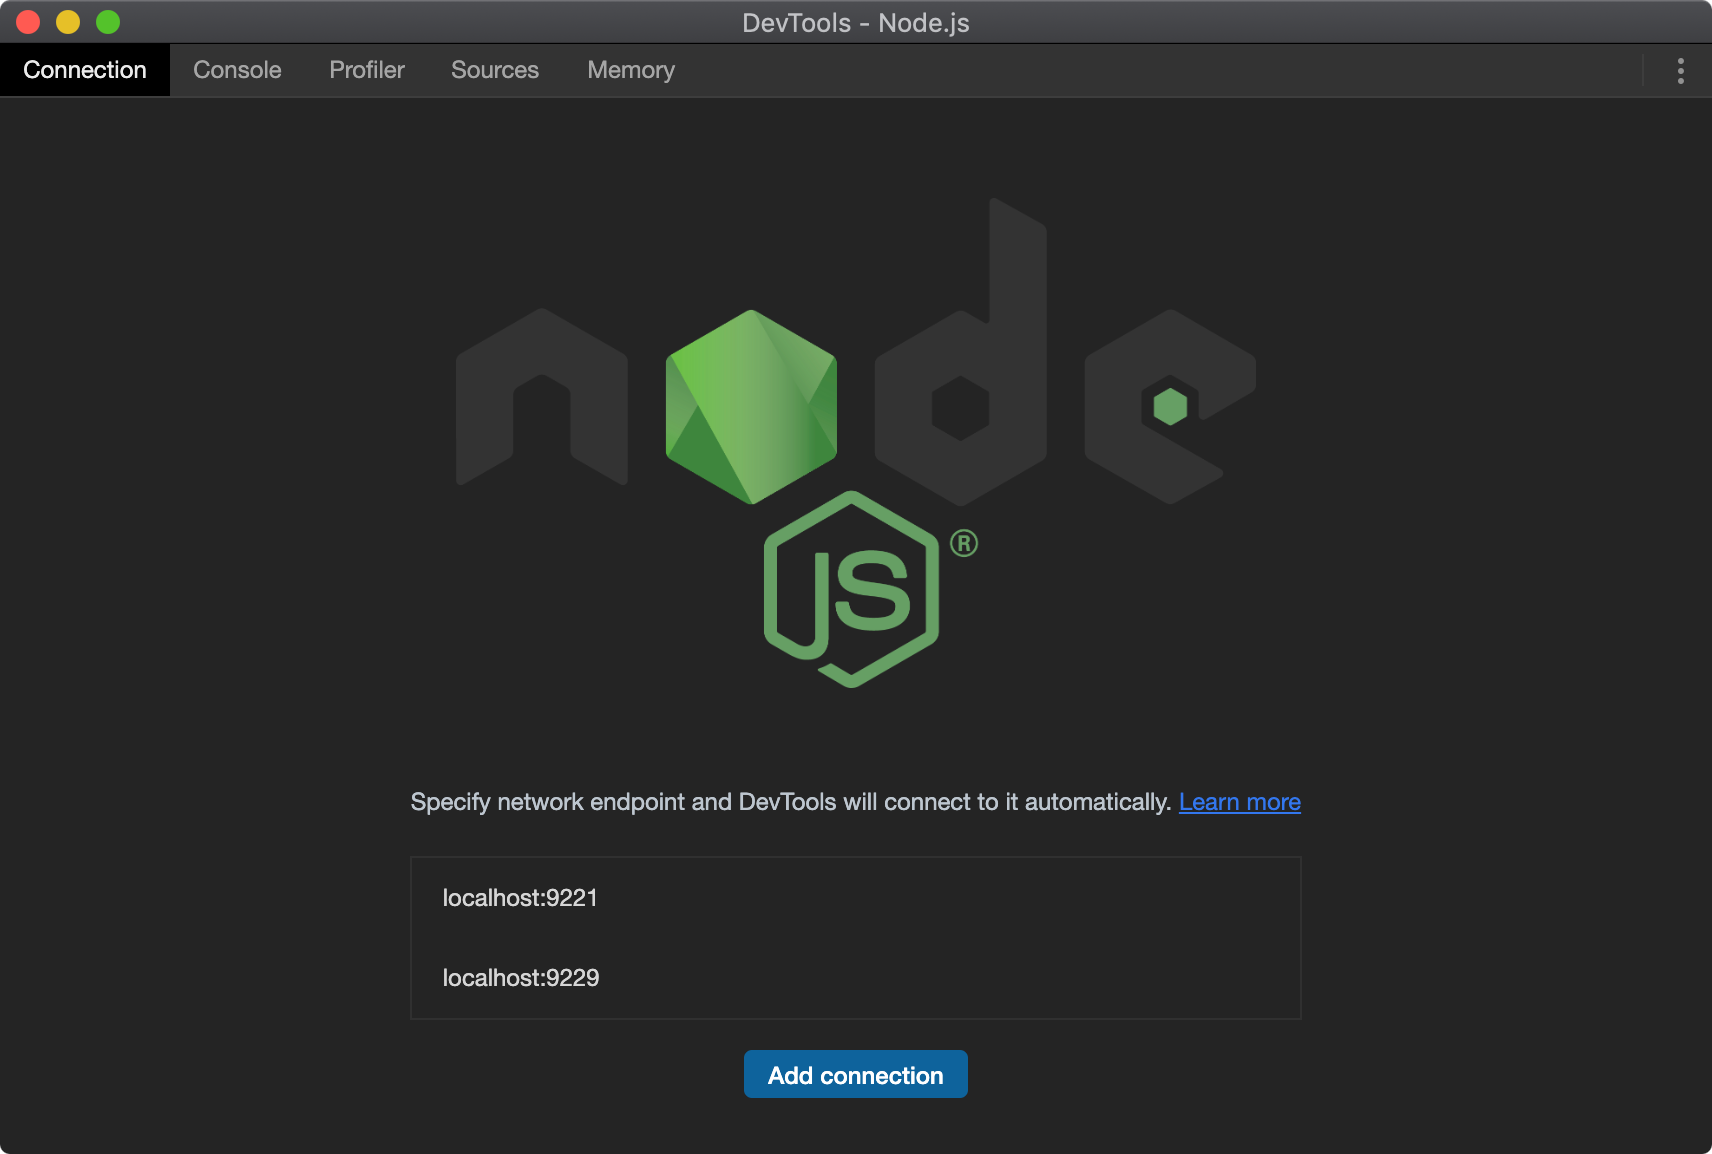 DevTools - Node.js
Connection Console Profiler Sources Memory
node
JS ®
Specify network endpoint and DevTools will connect to it automatically. Learn more
localhost:9221
localhost:9229
Add connection